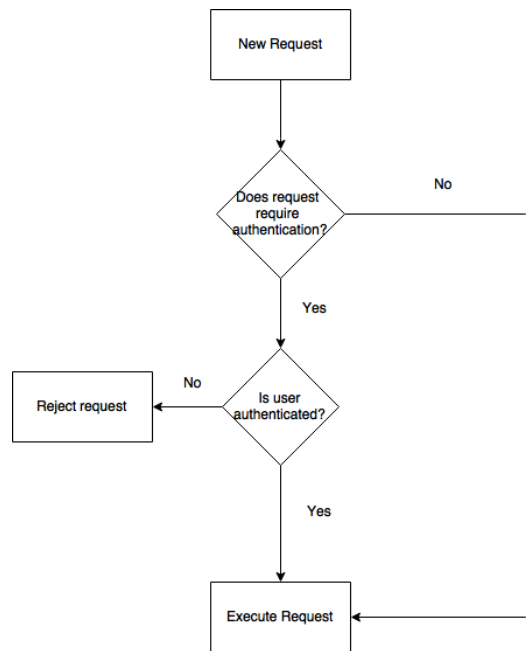 New Request
Does request
require
authentication?
No
Yes
Is user
authenticated?
No
Reject request
Yes
Execute Request